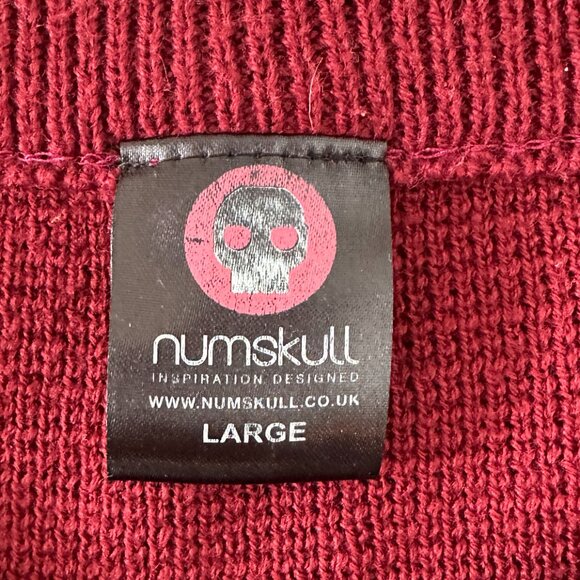 numskull
INSPIRATION DESIGNED
WWW.NUMSKULL.CO.UK
LARGE